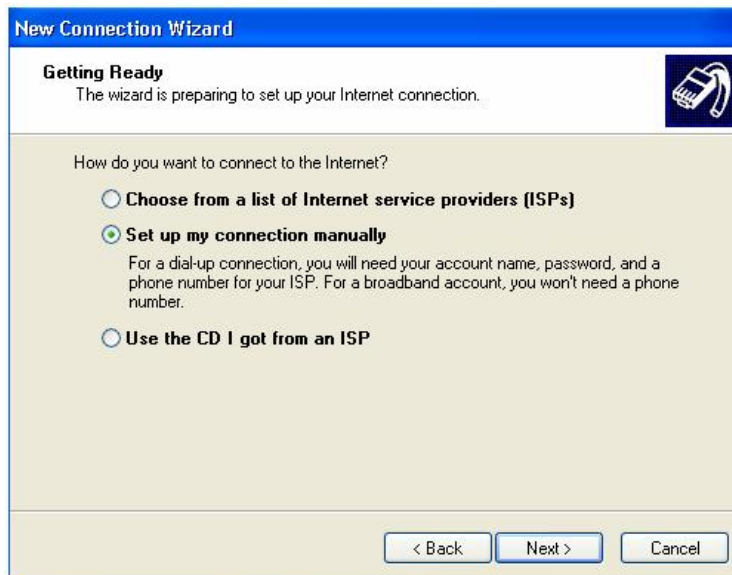 New Connection Wizard
Getting Ready
The wizard is preparing to set up your Internet connection.
How do you want to connect to the Internet?
Choose from a list of Internet service providers (ISPs)
Set up my connection manually
For a dial-up connection, you will need your account name, password, and a
phone number for your ISP. For a broadband account, you won't need a phone
number.
Use the CD I got from an ISP
< Back
Next >
Cancel